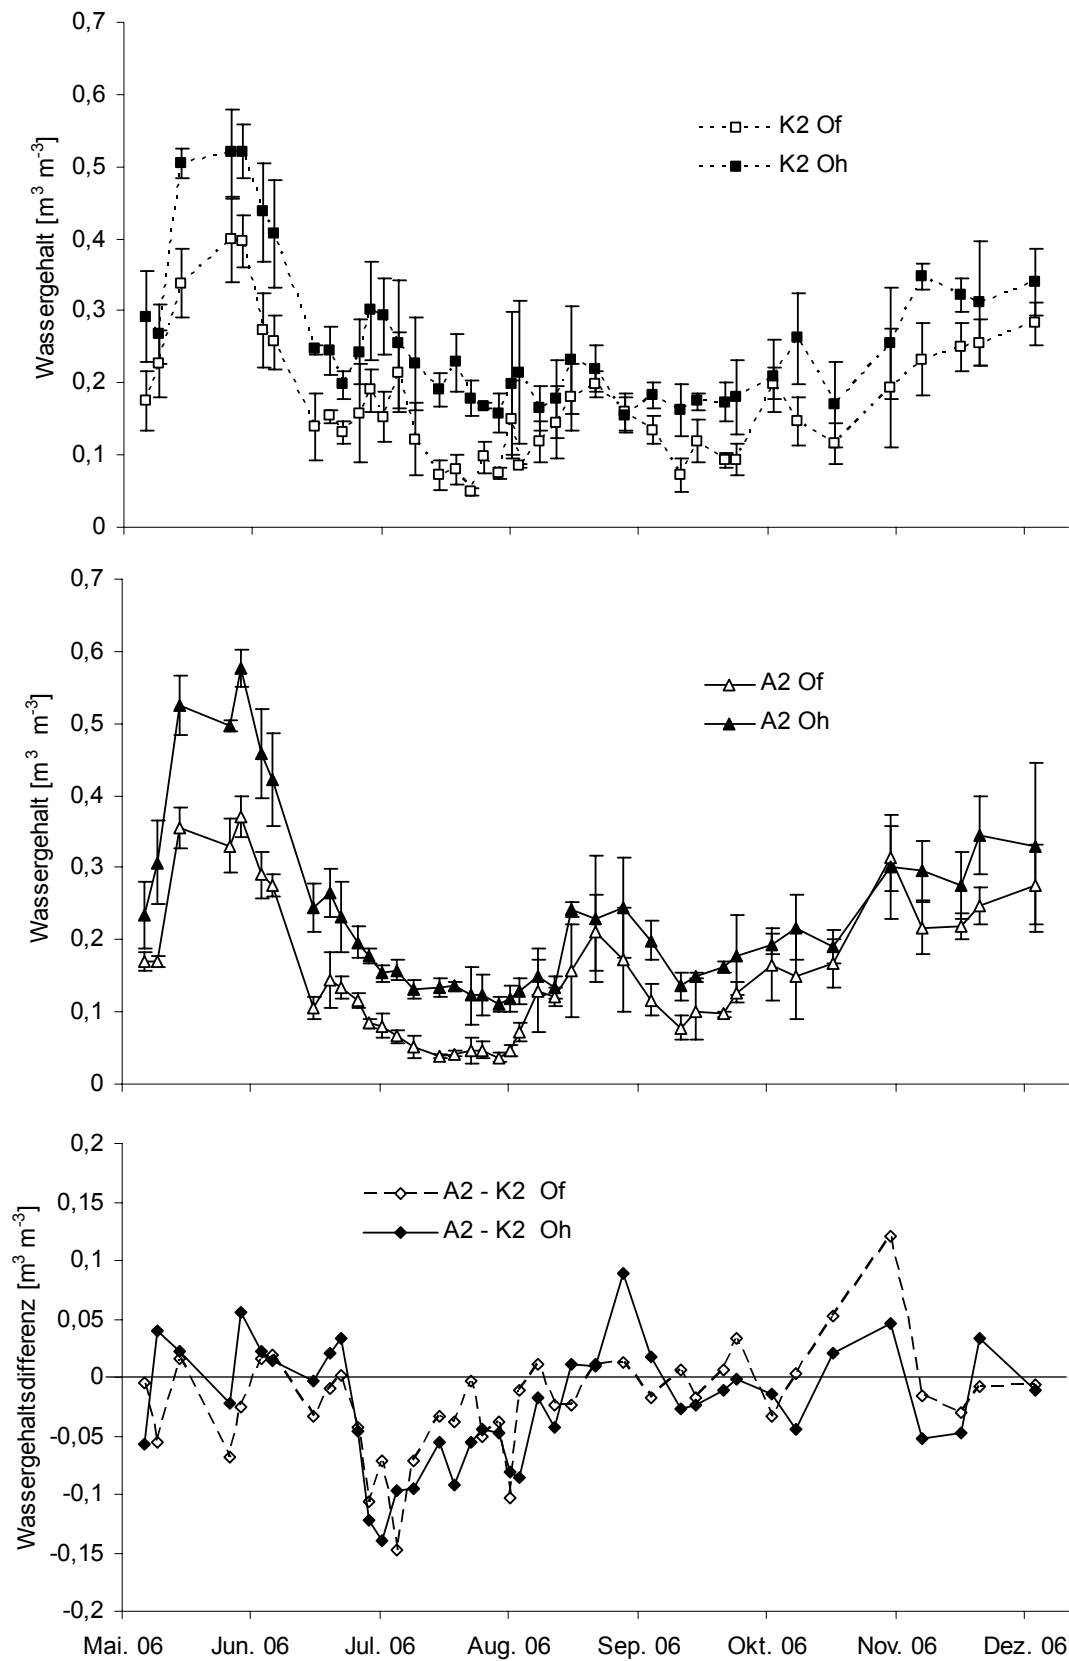 0,7
0,6
0,5
0,4
0,3
0,2
0,1
0
Wassergehalt [m³ m⁻³]
K2 Of
K2 Oh
0,7
0,6
0,5
0,4
0,3
0,2
0,1
0
Wassergehalt [m³ m⁻³]
A2 Of
A2 Oh
0,2
0,15
0,1
0,05
0
-0,05
-0,1
-0,15
-0,2
Wassergehaltsdifferenz [m³ m⁻³]
A2 - K2 Of
A2 - K2 Oh
Mai. 06 Jun. 06 Jul. 06 Aug. 06 Sep. 06 Okt. 06 Nov. 06 Dez. 06